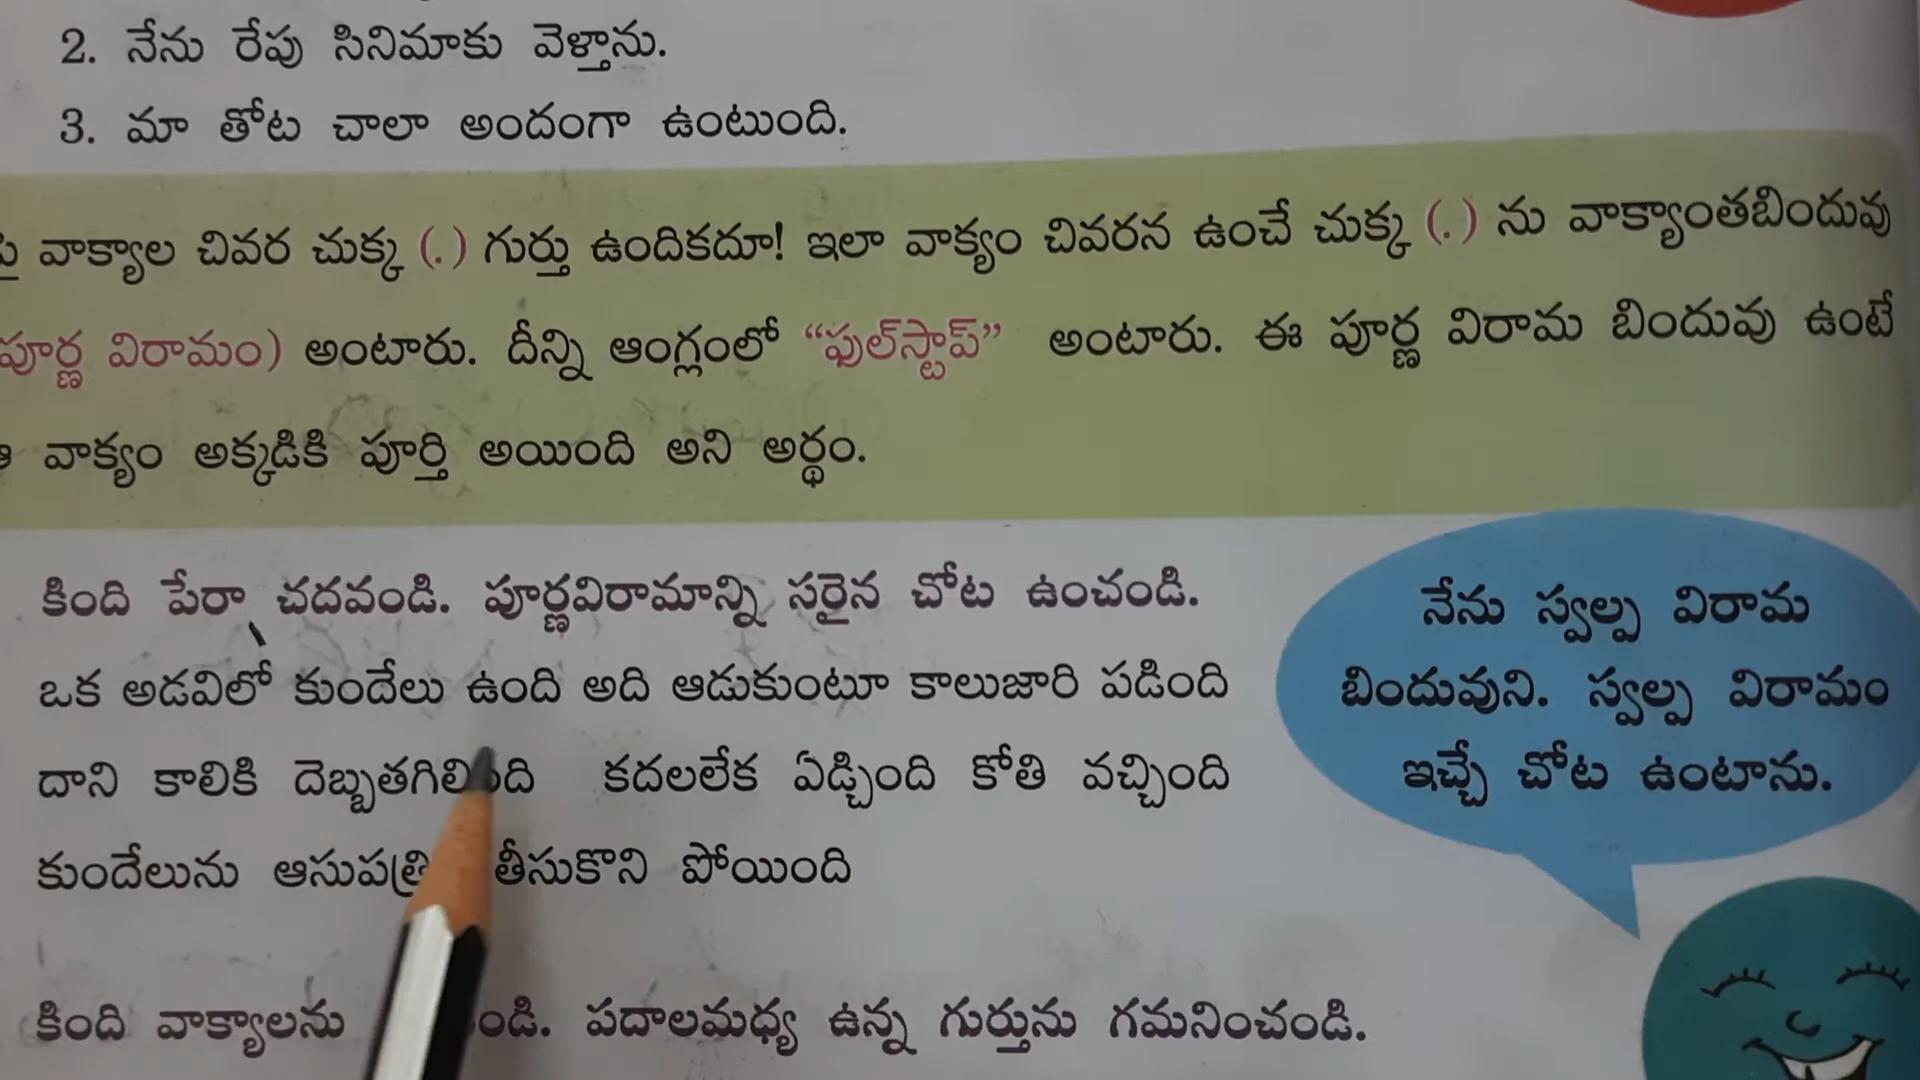 2. నేను రేపు సినిమాకు వెళ్తాను.
3. మా తోట చాలా అందంగా ఉంటుంది.
పై వాక్యాల చివర చుక్క (.) గుర్తు ఉందికదూ! ఇలా వాక్యం చివరన ఉంచే చుక్క (.) ను వాక్యాంతబిందువు
పూర్ణ విరామం) అంటారు. దీన్ని ఆంగ్లంలో “ఫుల్‌స్టాప్” అంటారు. ఈ పూర్ణ విరామ బిందువు ఉంటే
వాక్యం అక్కడికి పూర్తి అయింది అని అర్థం.
కింది పేరా చదవండి. పూర్ణవిరామాన్ని సరైన చోట ఉంచండి.
ఒక అడవిలో కుందేలు ఉంది అది ఆడుకుంటూ కాలుజారి పడింది
దాని కాలికి దెబ్బతగిలింది కదలలేక ఏడ్చింది కోతి వచ్చింది
కుందేలును తీసుకొని పోయింది
కింది వాక్యాలను పదాలమధ్య ఉన్న గుర్తును గమనించండి.
నేను స్వల్ప విరామ
బిందువుని. స్వల్ప విరామం
ఇచ్చే చోట ఉంటాను.